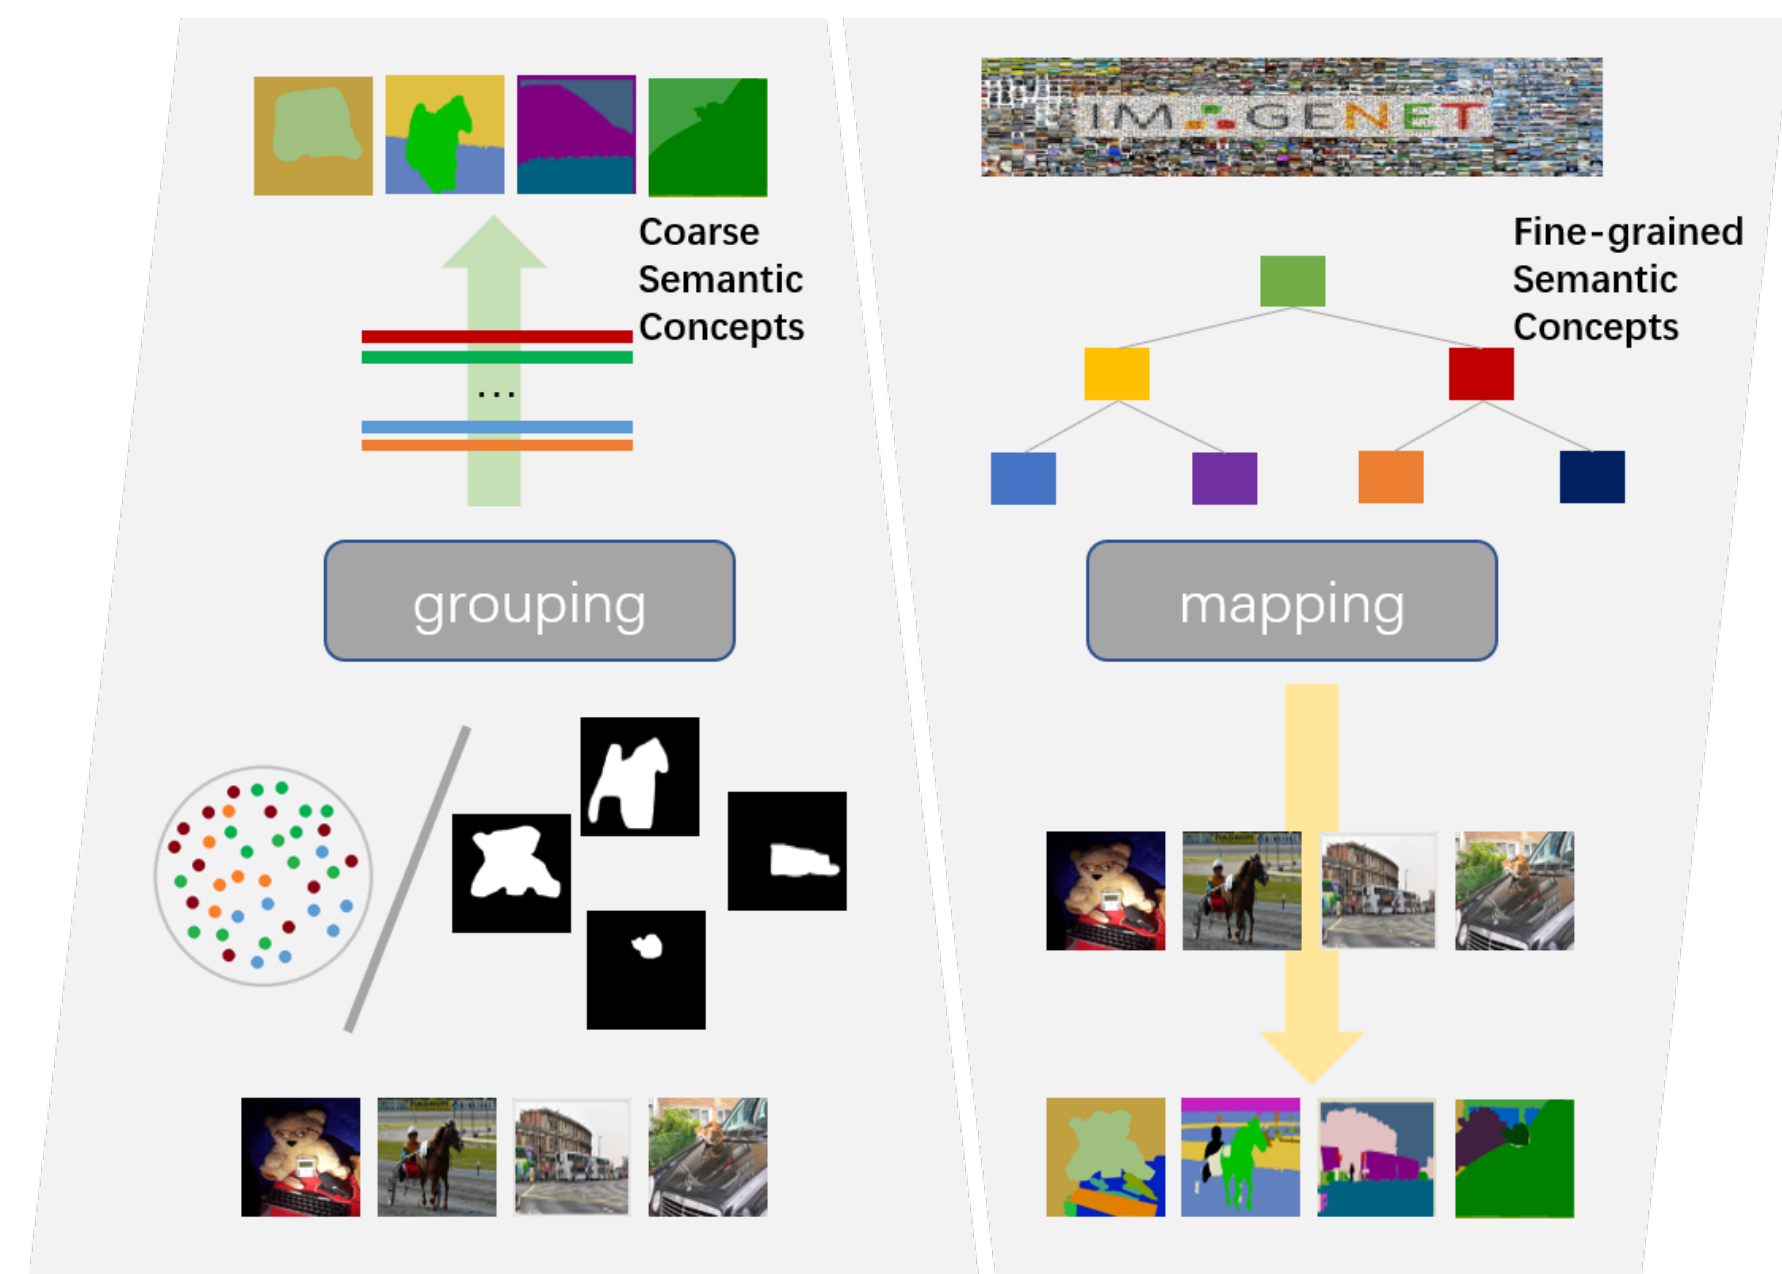 IMAGENET
Coarse
Semantic
Concepts
...
grouping
Fine-grained
Semantic
Concepts
mapping